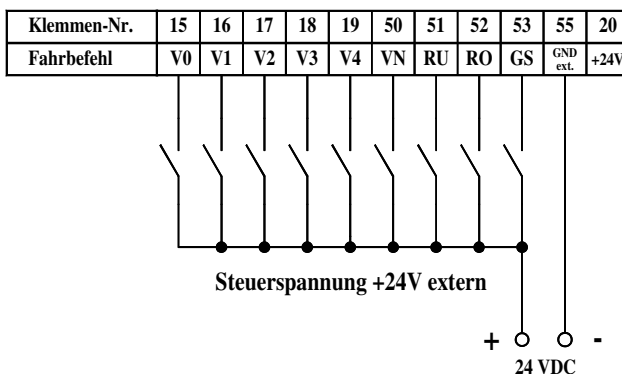 Klemmen-Nr. 15 16 17 18 19 50 51 52 53 55 20
Fahrbefehl V0 V1 V2 V3 V4 VN RU RO GS GND ext. +24V
Steuerspannung +24V extern
+ -
24 VDC